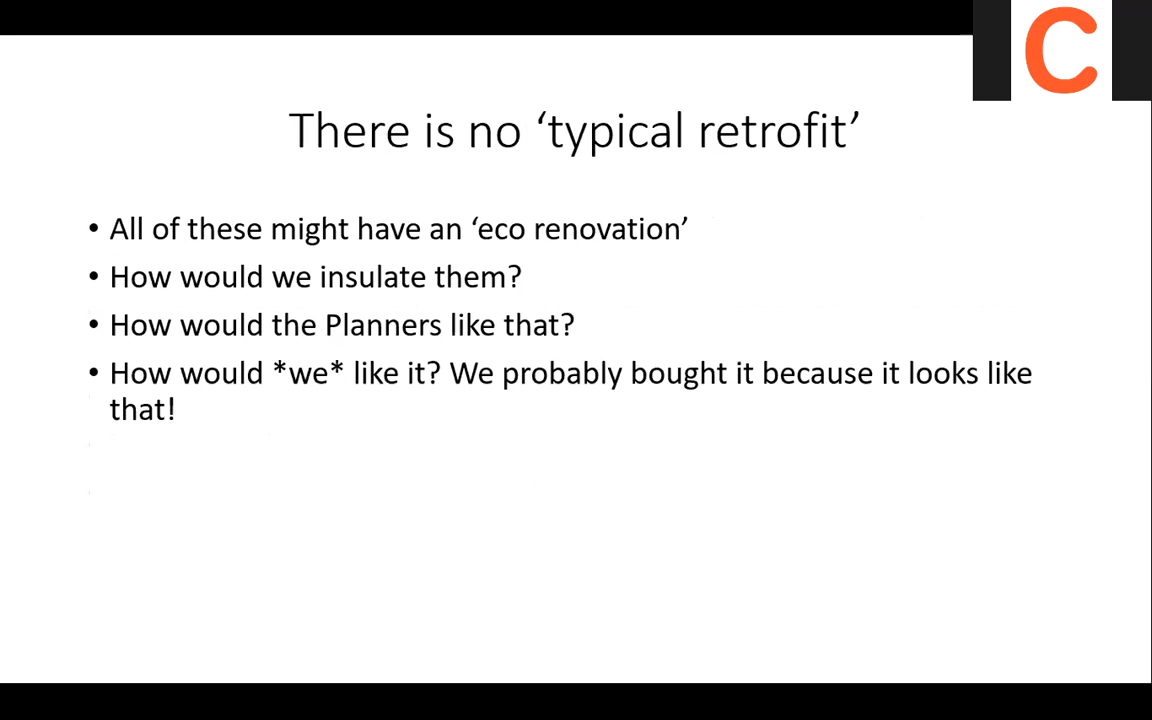 C
There is no ‘typical retrofit’
• All of these might have an ‘eco renovation’
• How would we insulate them?
• How would the Planners like that?
• How would *we* like it? We probably bought it because it looks like
that!